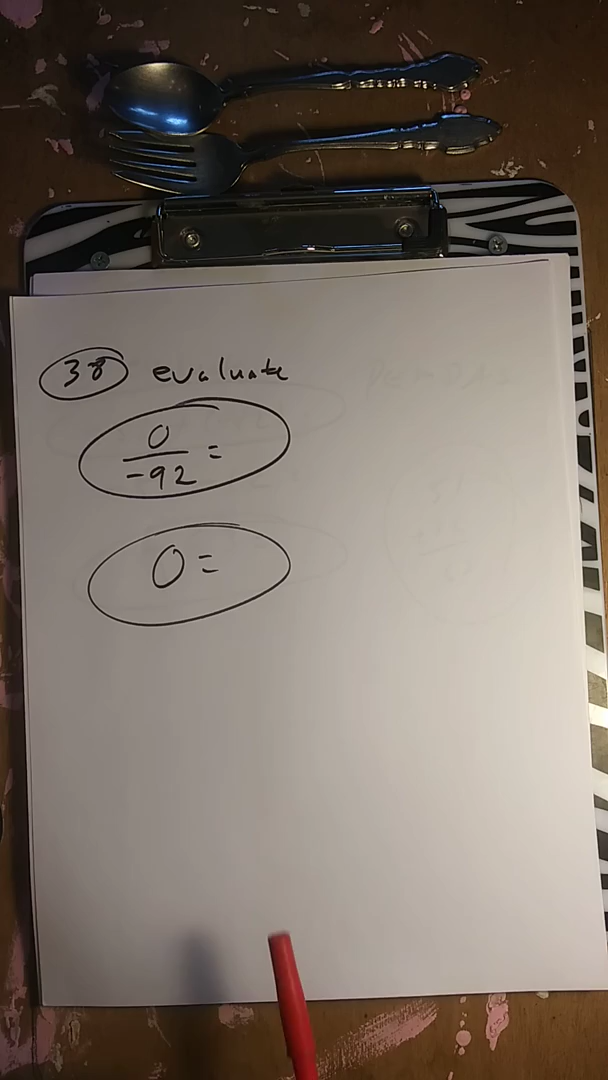 38 evaluate
0
-92 =
0 =